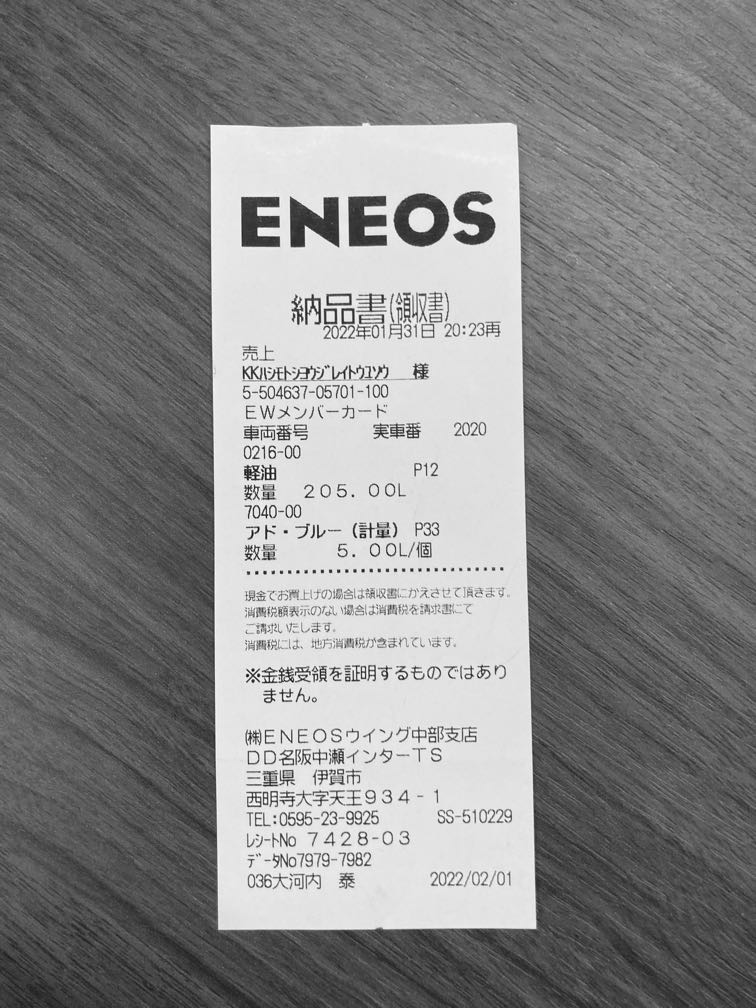 ENEOS
納品書(領収書)
2022年01月31日 20:23再
売上
KKハシモトシヨウジレイトウユソウ 様
5-504637-05701-100
EWメンバーカード
車両番号 実車番 2020
0216-00
軽油 P12
数量 205.00L
7040-00
アド・ブルー(計量) P33
数量 5.00L/個
現金でお買上げの場合は領収書にかえさせて頂きます。
消費税額表示のない場合は消費税を請求書にて
ご請求いたします。
消費税には、地方消費税が含まれています。
※金銭受領を証明するものではあり
ません。
㈱ENEOSウイング中部支店
DD名阪中瀬インターTS
三重県 伊賀市
西明寺大字天王934-1
TEL:0595-23-9925 SS-510229
レシートNo 7428-03
データNo7979-7982
036大河内 泰 2022/02/01